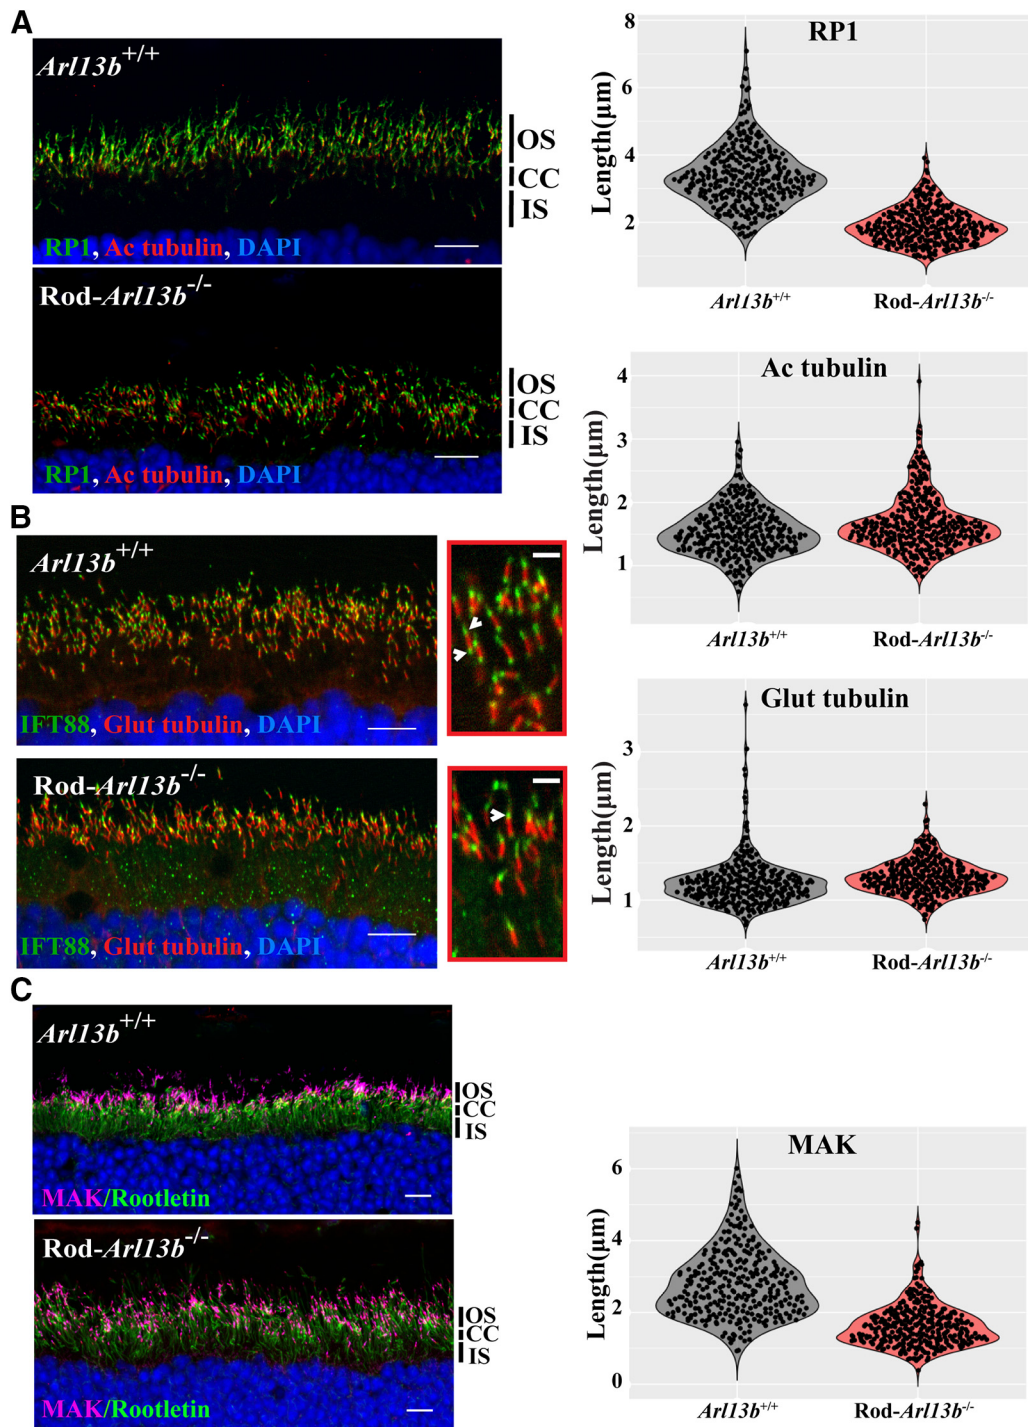 A
Arl13b+/+
OS
CC
IS
RP1, Ac tubulin, DAPI
Rod-Arl13b-/-
OS
CC
IS
RP1, Ac tubulin, DAPI
RP1
Length(µm)
8
6
4
2
Arl13b+/+
Rod-Arl13b-/-
Ac tubulin
Length(µm)
4
3
2
1
Arl13b+/+
Rod-Arl13b-/-
B
Arl13b+/+
IFT88, Glut tubulin, DAPI
Rod-Arl13b-/-
IFT88, Glut tubulin, DAPI
Glut tubulin
Length(µm)
3
2
1
Arl13b+/+
Rod-Arl13b-/-
C
Arl13b+/+
OS
CC
IS
MAK/Rootletin
Rod-Arl13b-/-
OS
CC
IS
MAK/Rootletin
MAK
Length(µm)
6
4
2
0
Arl13b+/+
Rod-Arl13b-/-